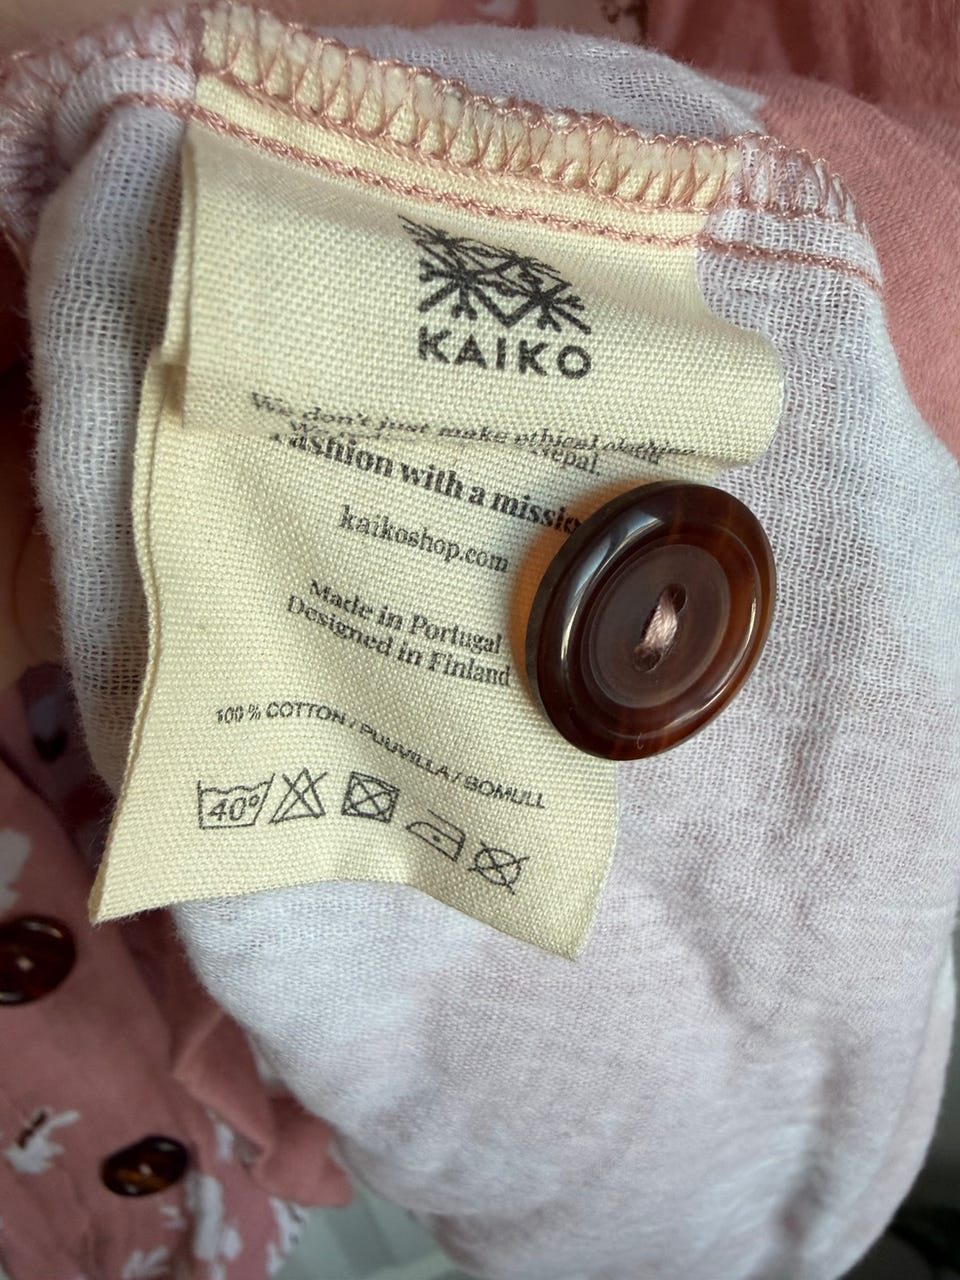 KAIKO
We don't just make ethical clothing
Nepal.
Fashion with a missio
kaikoshop.com
Made in Portugal
Designed in Finland
100 % COTTON / PUUVILLA / BOMULL
40°